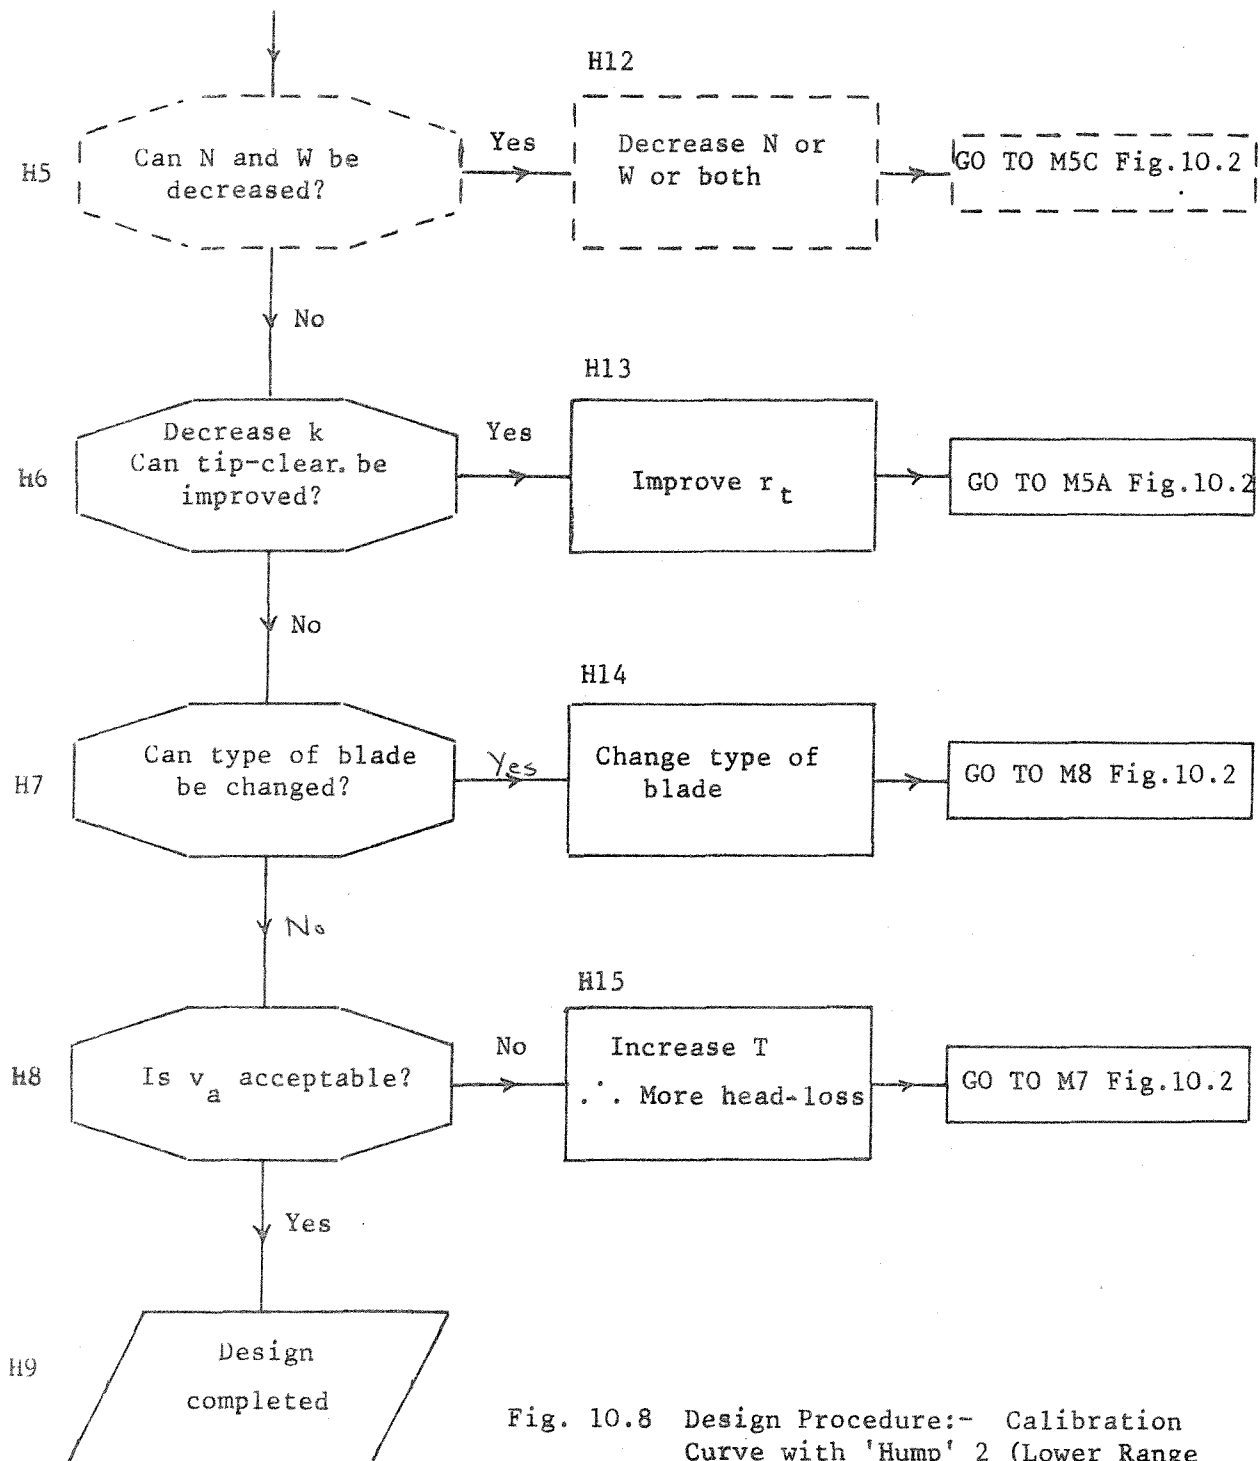 H12
H5
Can N and W be
decreased?
Yes
Decrease N or
W or both
GO TO M5C Fig.10.2
No
H13
H6
Decrease k
Can tip-clear. be
improved?
Yes
Improve r t
GO TO M5A Fig.10.2
No
H14
H7
Can type of blade
be changed?
Yes
Change type of
blade
GO TO M8 Fig.10.2
No
H15
H8
Is v a acceptable?
No
Increase T
∴ More head-loss
GO TO M7 Fig.10.2
Yes
H9
Design
completed
Fig. 10.8 Design Procedure:- Calibration
Curve with 'Hump' 2 (Lower Range